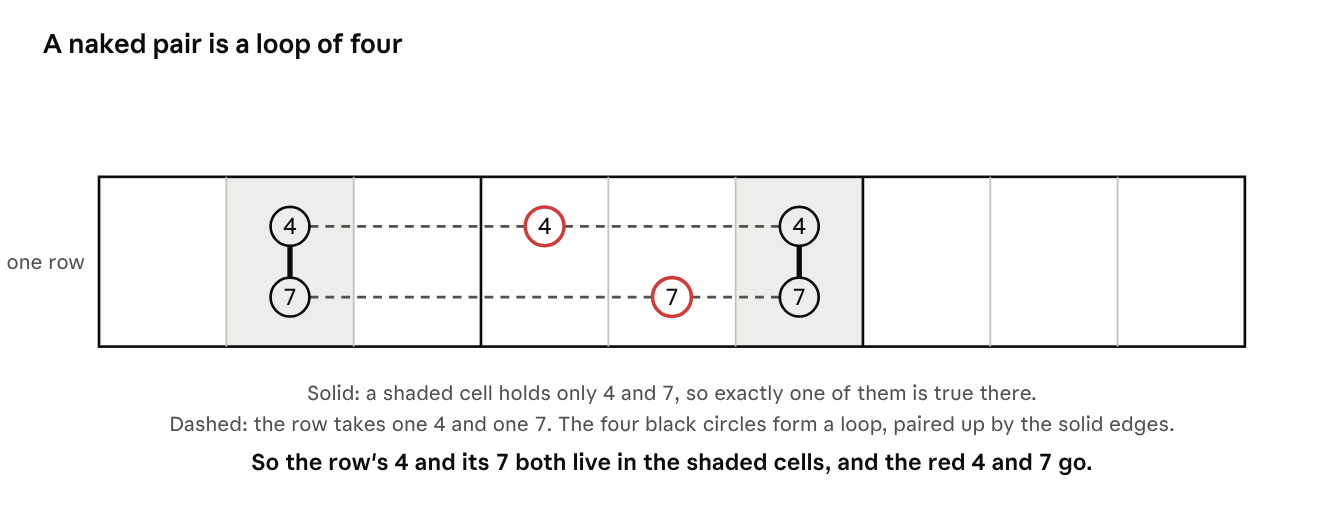 A naked pair is a loop of four
4 4 4
one row
7 7 7
Solid: a shaded cell holds only 4 and 7, so exactly one of them is true there.
Dashed: the row takes one 4 and one 7. The four black circles form a loop, paired up by the solid edges.
So the row's 4 and its 7 both live in the shaded cells, and the red 4 and 7 go.